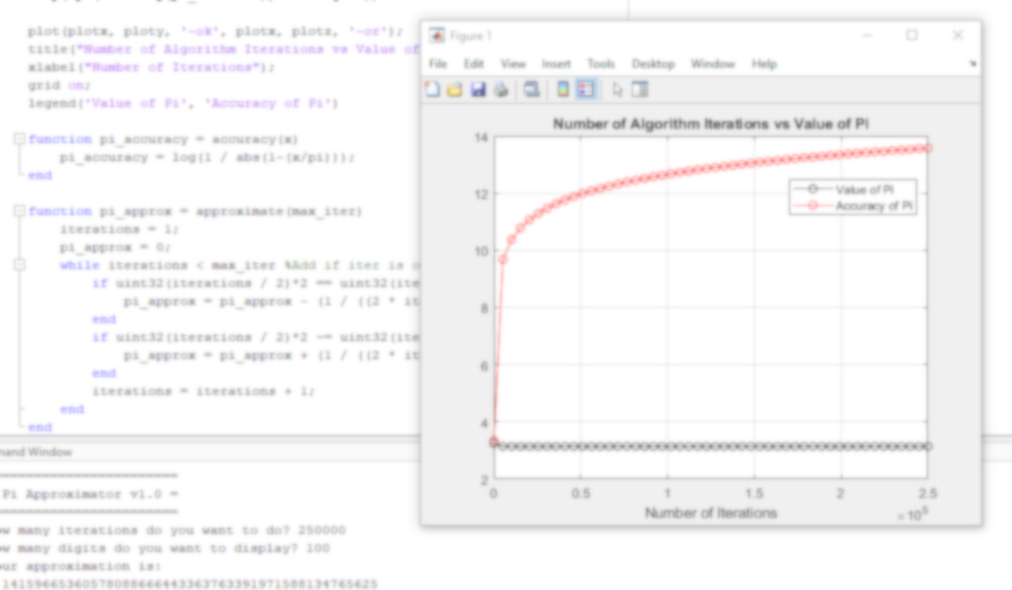 plot(plotx, ploty, '-ok', plotx, plotz, '-or');
title("Number of Algorithm Iterations vs Value of
xlabel("Number of Iterations");
grid on;
legend('Value of Pi', 'Accuracy of Pi')
function pi_accuracy = accuracy(x)
pi_accuracy = log(1 / abs(1-(x/pi)));
end
function pi_approx = approximate(max_iter)
iterations = 1;
pi_approx = 0;
while iterations < max_iter %Add if iter is o
if uint32(iterations / 2)*2 == uint32(ite
pi_approx = pi_approx - (1 / ((2 * it
end
if uint32(iterations / 2)*2 ~= uint32(ite
pi_approx = pi_approx + (1 / ((2 * it
end
iterations = iterations + 1;
end
end
mand Window
Pi Approximator v1.0 =
ow many iterations do you want to do? 250000
ow many digits do you want to display? 100
our approximation is:
Figure 1
File Edit View Insert Tools Desktop Window Help
Number of Algorithm Iterations vs Value of Pi
14
12
10
8
6
4
2
Value of Pi
Accuracy of Pi
0 0.5 1 1.5 2 2.5
Number of Iterations
×10⁵